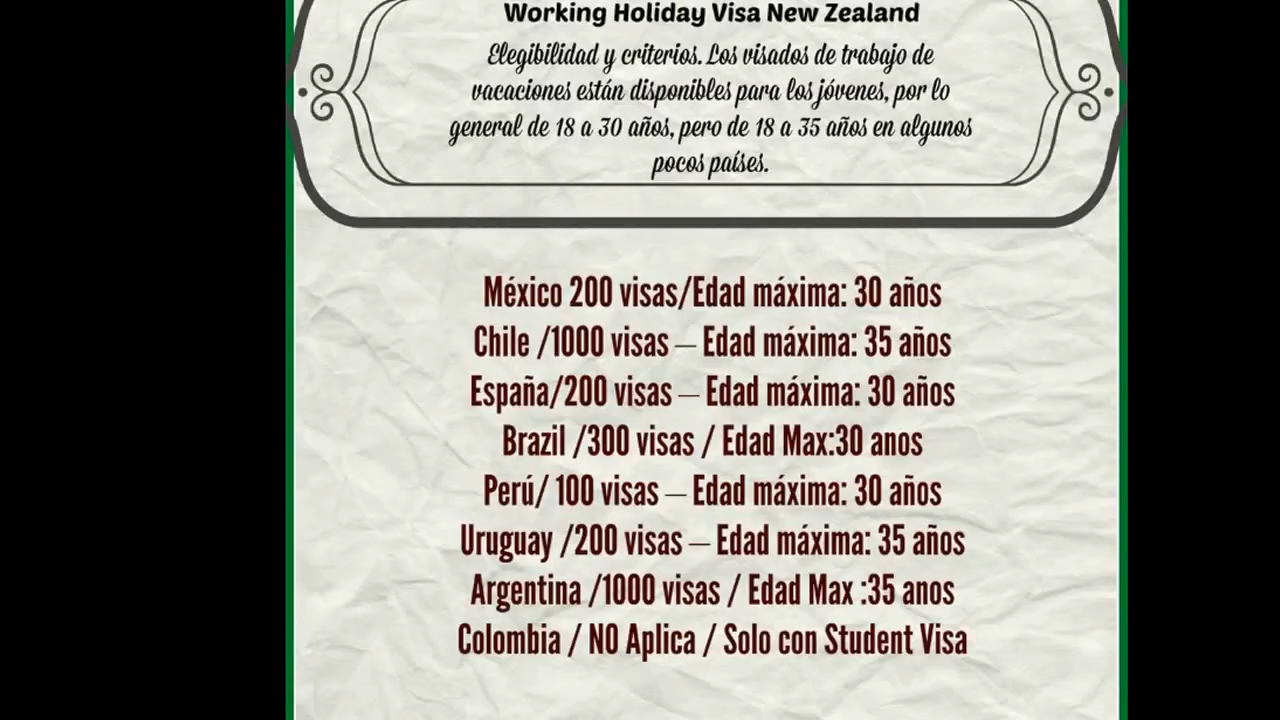 Working Holiday Visa New Zealand
Elegibilidad y criterios. Los visados de trabajo de
vacaciones están disponibles para los jóvenes, por lo
general de 18 a 30 años, pero de 18 a 35 años en algunos
pocos países.
México 200 visas/Edad máxima: 30 años
Chile /1000 visas – Edad máxima: 35 años
España/200 visas – Edad máxima: 30 años
Brazil /300 visas / Edad Max:30 anos
Perú/ 100 visas – Edad máxima: 30 años
Uruguay /200 visas – Edad máxima: 35 años
Argentina /1000 visas / Edad Max :35 anos
Colombia / NO Aplica / Solo con Student Visa